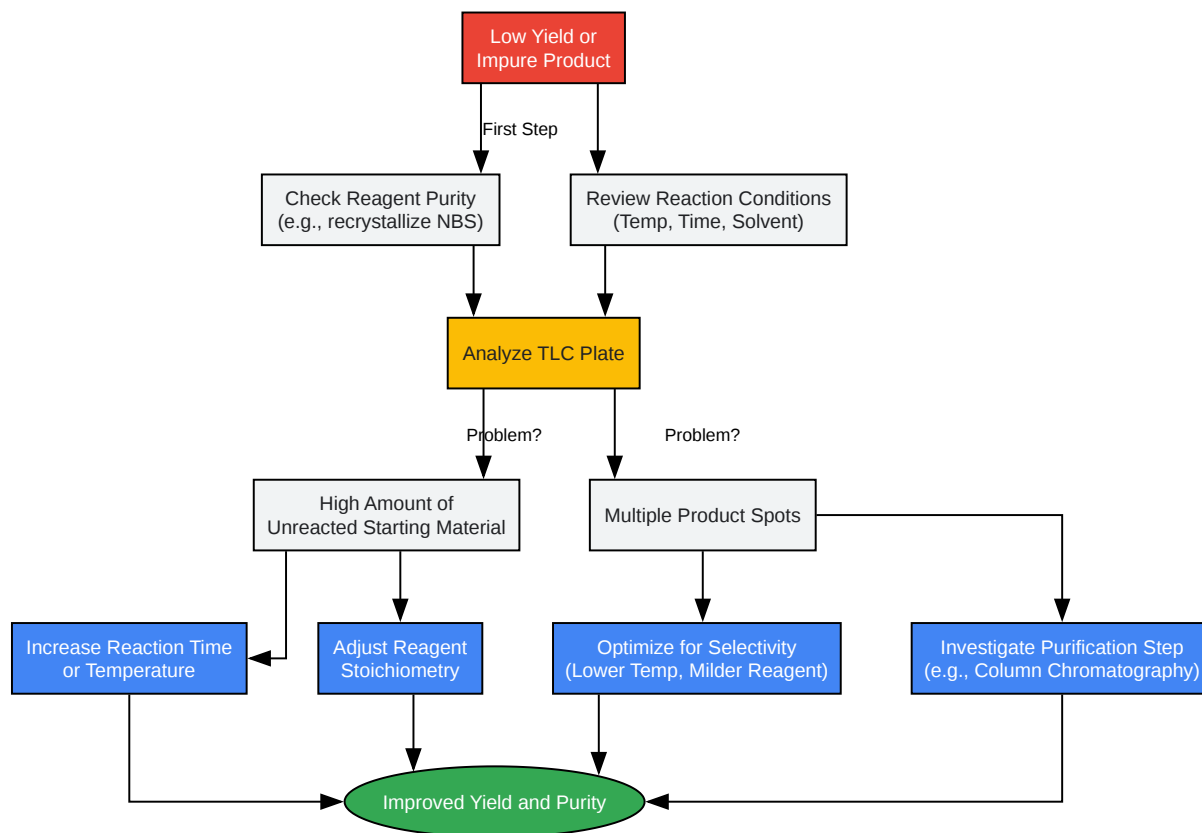 Low Yield or
Impure Product
First Step
Check Reagent Purity
(e.g., recrystallize NBS)
Review Reaction Conditions
(Temp, Time, Solvent)
Analyze TLC Plate
Problem?
Problem?
High Amount of
Unreacted Starting Material
Multiple Product Spots
Increase Reaction Time
or Temperature
Adjust Reagent
Stoichiometry
Optimize for Selectivity
(Lower Temp, Milder Reagent)
Investigate Purification Step
(e.g., Column Chromatography)
Improved Yield and Purity